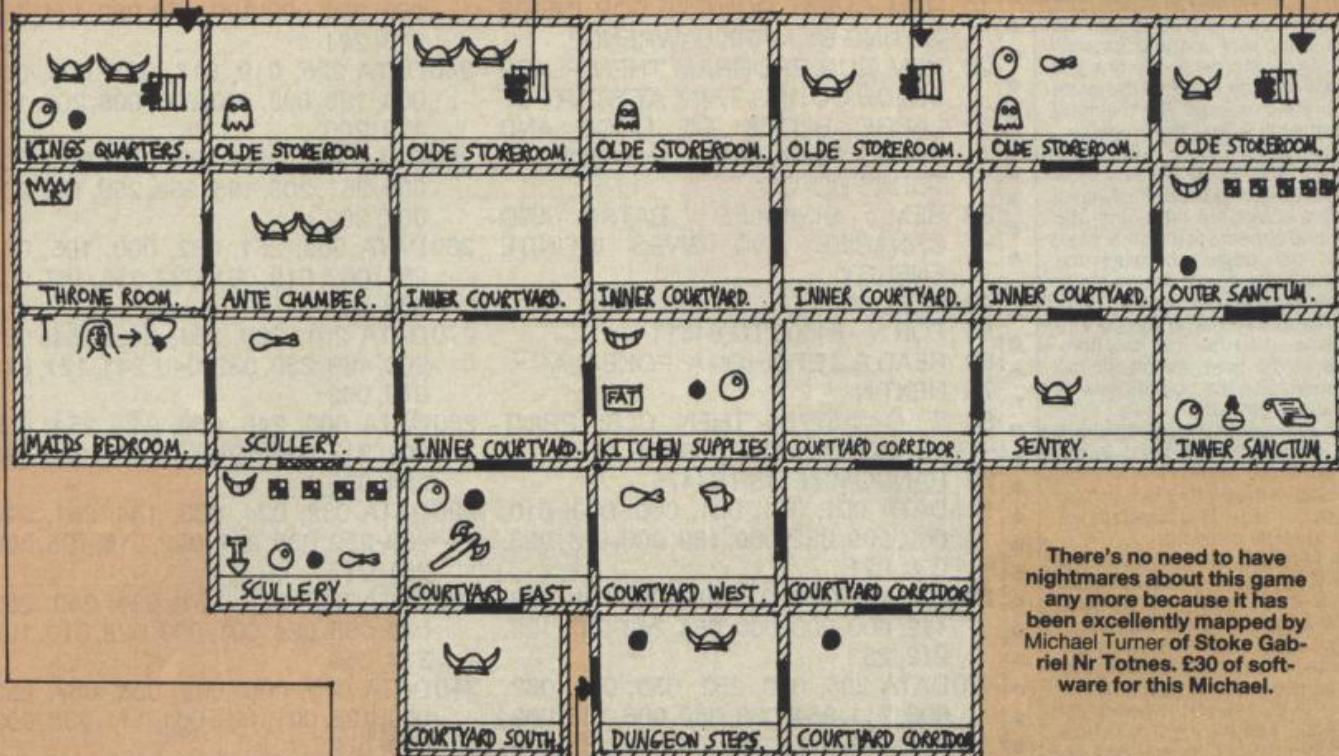 KINGS QUARTERS.
OLDE STOREROOM.
OLDE STOREROOM.
OLDE STOREROOM.
OLDE STOREROOM.
OLDE STOREROOM.
OLDE STOREROOM.
THRONE ROOM.
ANTE CHAMBER.
INNER COURTYARD.
INNER COURTYARD.
INNER COURTYARD.
INNER COURTYARD.
OUTER SANCTUM.
FAT
MAIDS BEDROOM.
SCULLERY.
INNER COURTYARD.
KITCHEN SUPPLIES.
COURTYARD CORRIDOR.
SENTRY.
INNER SANCTUM.
SCULLERY.
COURTYARD EAST.
COURTYARD WEST.
COURTYARD CORRIDOR
COURTYARD SOUTH.
DUNGEON STEPS.
COURTYARD CORRIDOR
There's no need to have
nightmares about this game
any more because it has
been excellently mapped by
Michael Turner of Stoke Gab-
riel Nr Totnes. £30 of soft-
ware for this Michael.